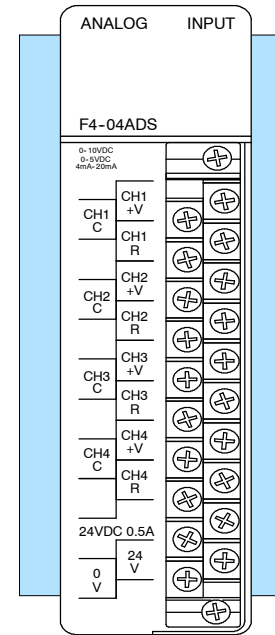 ANALOG INPUT
F4-04ADS
0-10VDC
0-5VDC
4mA-20mA
CH1
+V
CH1
C
CH1
R
CH2
+V
CH2
C
CH2
R
CH3
+V
CH3
C
CH3
R
CH4
+V
CH4
C
CH4
R
24VDC 0.5A
24
V
0
V